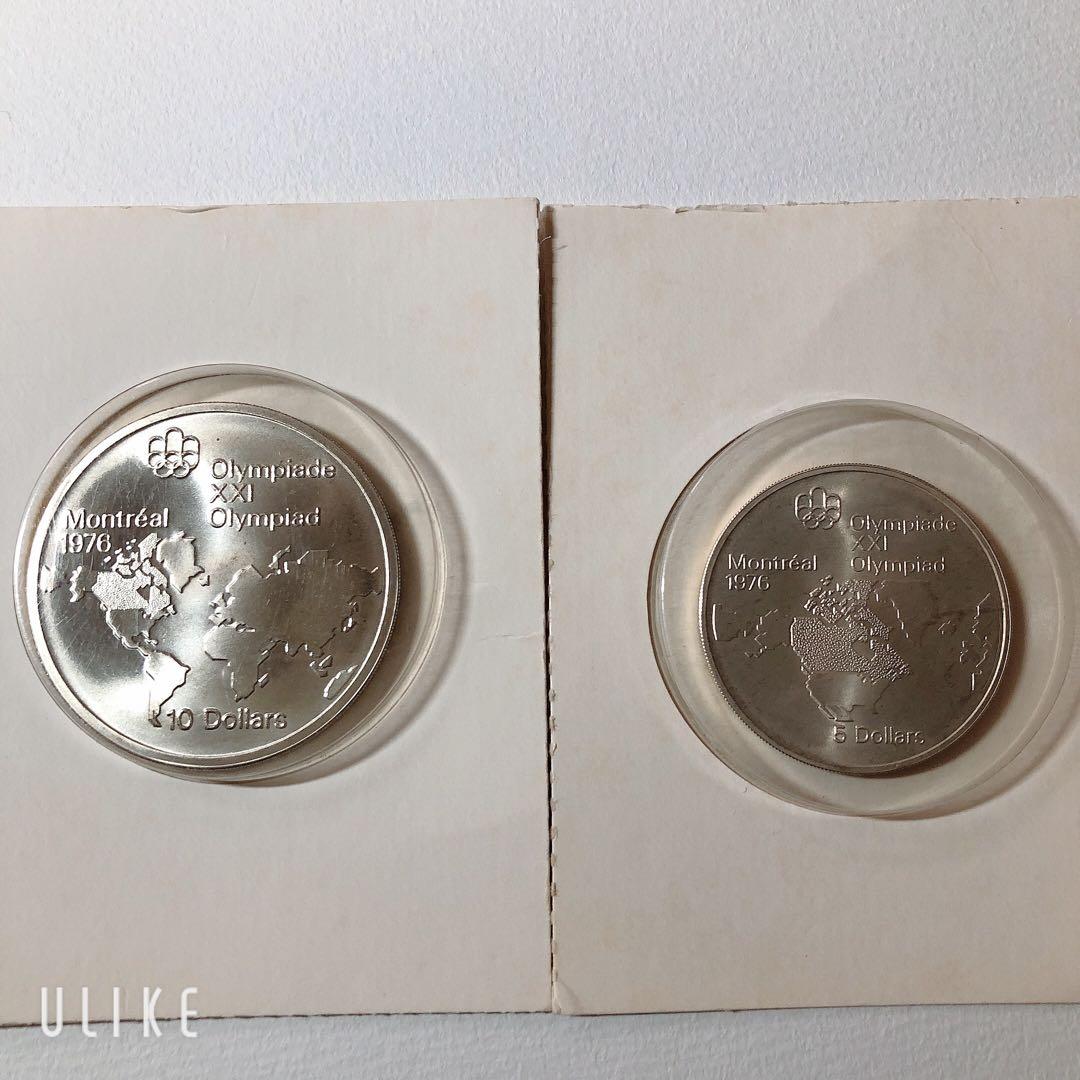 Olympiade
XXI
Olympiad
Montréal
1976
10 Dollars
Olympiade
XXI
Olympiad
Montréal
1976
5 Dollars
ULIKE